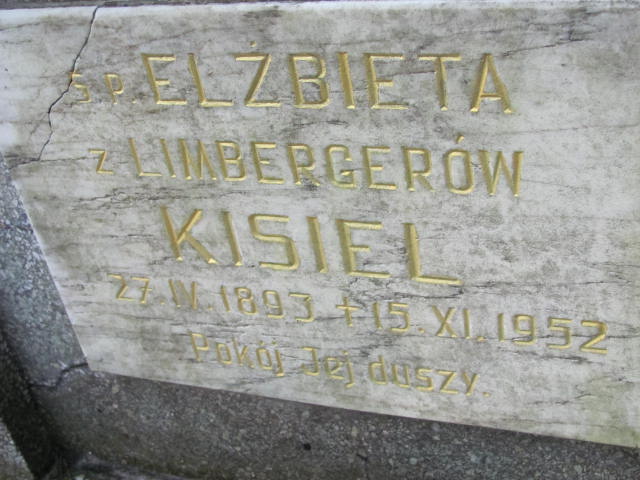 Ś.P. ELŻBIETA
z LIMBERGERÓW
KISIEL
27.IV.1893 + 15.XI.1952
Pokój Jej duszy.